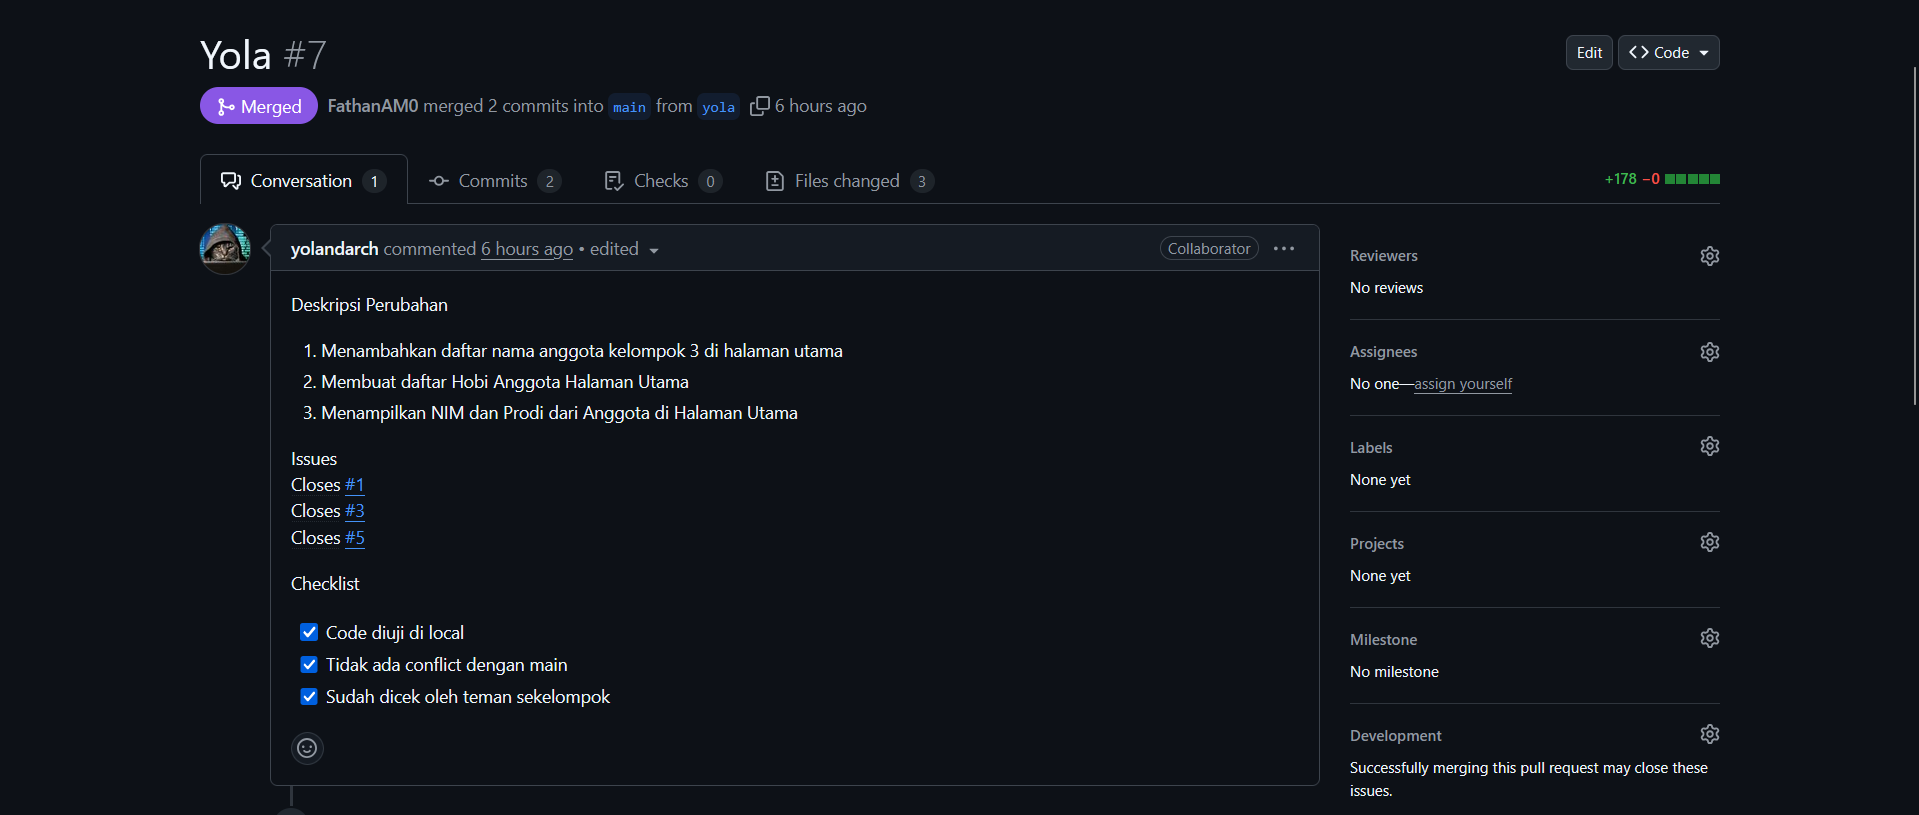 Yola #7
Edit
Code
Merged
FathanAM0 merged 2 commits into main from yola 6 hours ago
Conversation 1
Commits 2
Checks 0
Files changed 3
+178 −0
yolandarch commented 6 hours ago • edited
Collaborator
Deskripsi Perubahan
1. Menambahkan daftar nama anggota kelompok 3 di halaman utama
2. Membuat daftar Hobi Anggota Halaman Utama
3. Menampilkan NIM dan Prodi dari Anggota di Halaman Utama
Issues
Closes #1
Closes #3
Closes #5
Checklist
Code diuji di local
Tidak ada conflict dengan main
Sudah dicek oleh teman sekelompok
Reviewers
No reviews
Assignees
No one—assign yourself
Labels
None yet
Projects
None yet
Milestone
No milestone
Development
Successfully merging this pull request may close these
issues.